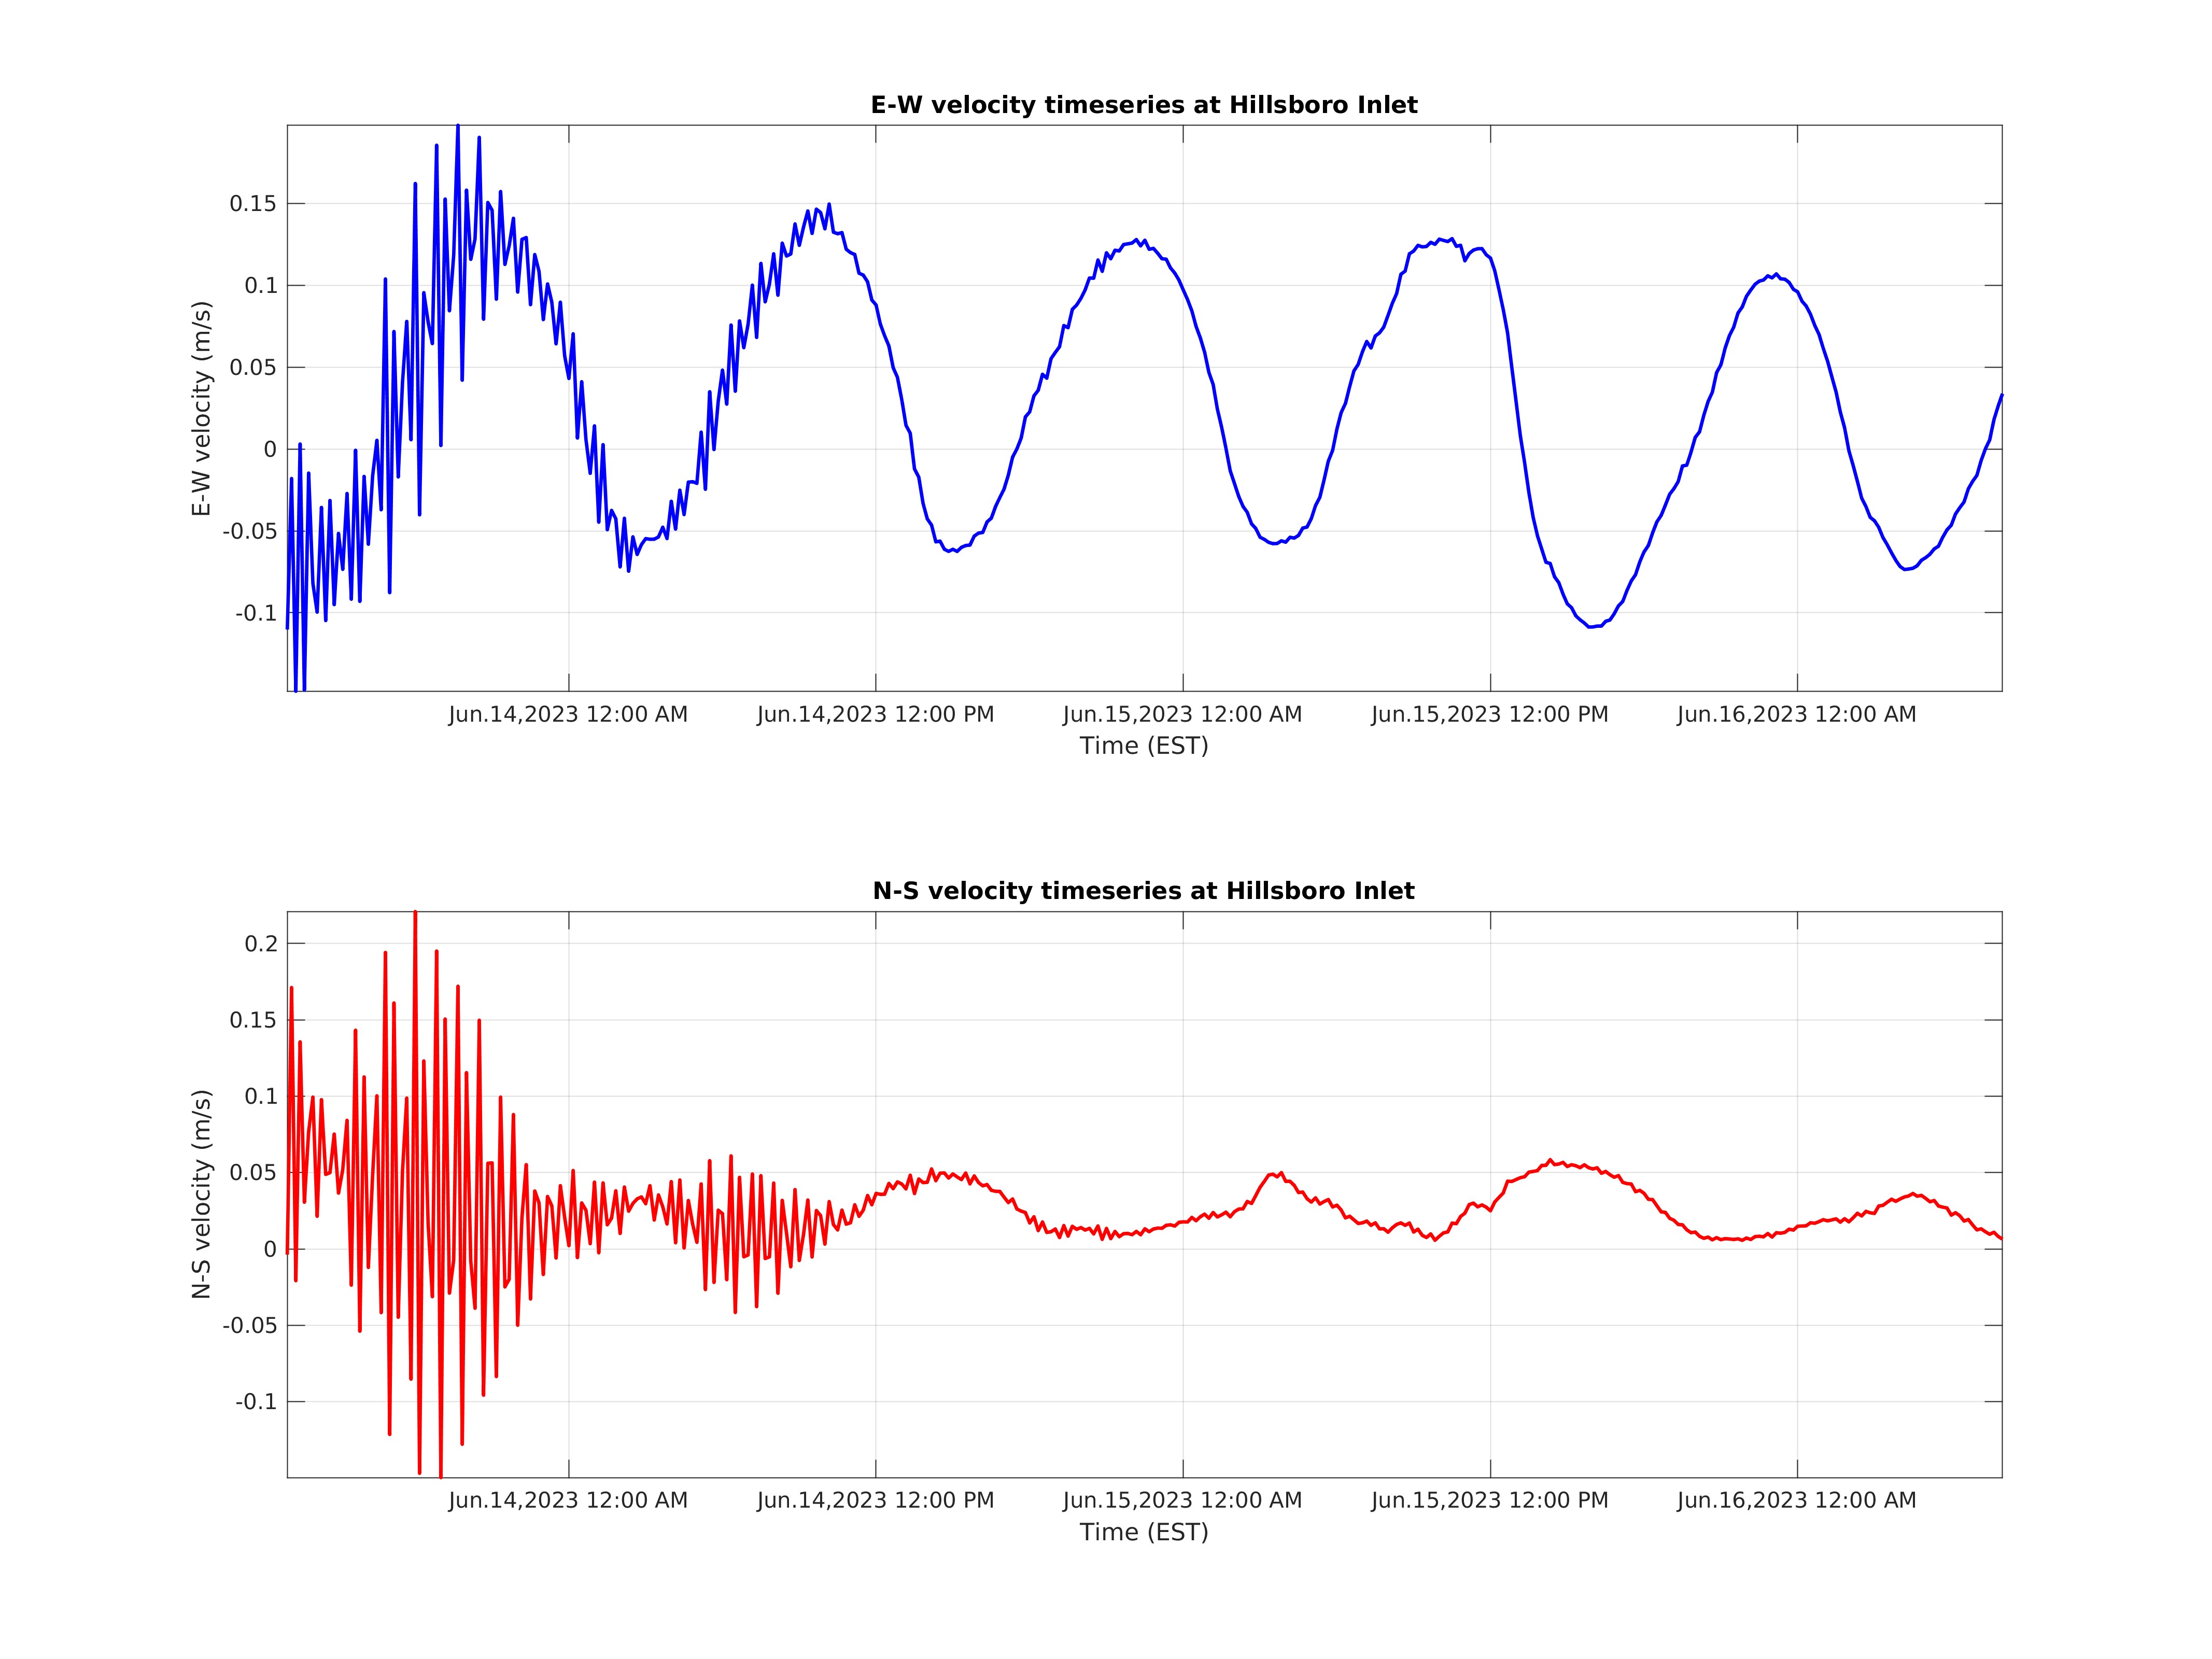 E-W velocity timeseries at Hillsboro Inlet
E-W velocity (m/s)
0.15
0.1
0.05
0
-0.05
-0.1
Jun.14,2023 12:00 AM
Jun.14,2023 12:00 PM
Jun.15,2023 12:00 AM
Jun.15,2023 12:00 PM
Jun.16,2023 12:00 AM
Time (EST)
N-S velocity timeseries at Hillsboro Inlet
N-S velocity (m/s)
0.2
0.15
0.1
0.05
0
-0.05
-0.1
Jun.14,2023 12:00 AM
Jun.14,2023 12:00 PM
Jun.15,2023 12:00 AM
Jun.15,2023 12:00 PM
Jun.16,2023 12:00 AM
Time (EST)